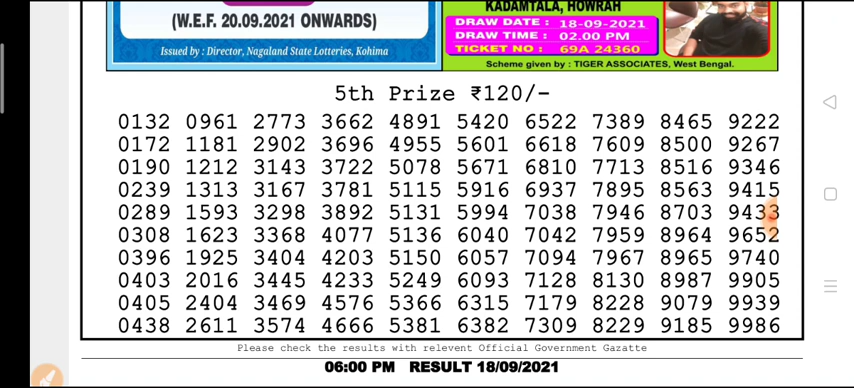 KADAMTALA, HOWRAH
(W.E.F. 20.09.2021 ONWARDS)
DRAW DATE : 18-09-2021
DRAW TIME : 02.00 PM
TICKET NO : 69A 24360
Issued by : Director, Nagaland State Lotteries, Kohima
Scheme given by : TIGER ASSOCIATES, West Bengal.
5th Prize ₹120/-
0132 0961 2773 3662 4891 5420 6522 7389 8465 9222
0172 1181 2902 3696 4955 5601 6618 7609 8500 9267
0190 1212 3143 3722 5078 5671 6810 7713 8516 9346
0239 1313 3167 3781 5115 5916 6937 7895 8563 9415
0289 1593 3298 3892 5131 5994 7038 7946 8703 9433
0308 1623 3368 4077 5136 6040 7042 7959 8964 9652
0396 1925 3404 4203 5150 6057 7094 7967 8965 9740
0403 2016 3445 4233 5249 6093 7128 8130 8987 9905
0405 2404 3469 4576 5366 6315 7179 8228 9079 9939
0438 2611 3574 4666 5381 6382 7309 8229 9185 9986
Please check the results with relevent Official Government Gazatte
06:00 PM RESULT 18/09/2021